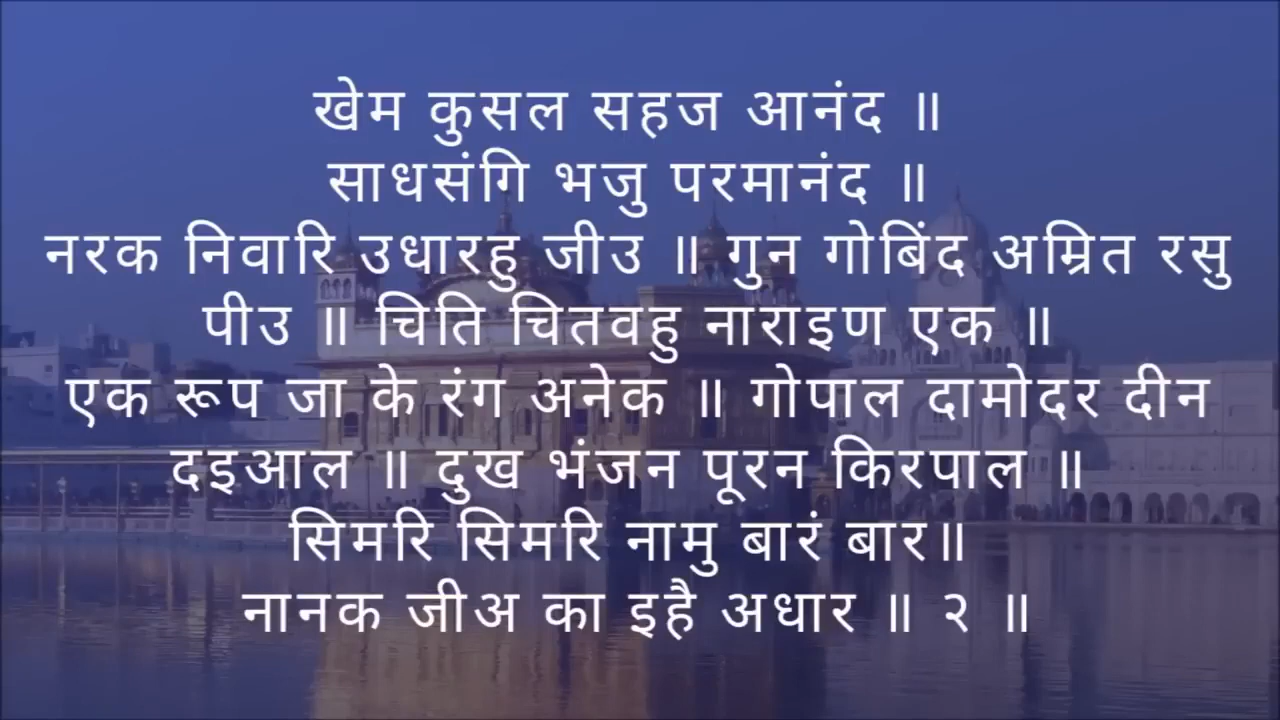 खेम कुसल सहज आनंद ॥
साधसंगि भजु परमानंद ॥
नरक निवारि उधारहु जीउ ॥ गुन गोबिंद अम्रित रसु
पीउ ॥ चिति चितवहु नाराइण एक ॥
एक रूप जा के रंग अनेक ॥ गोपाल दामोदर दीन
दइआल ॥ दुख भंजन पूरन किरपाल ॥
सिमरि सिमरि नामु बारं बार॥
नानक जीअ का इहै अधार ॥ २ ॥